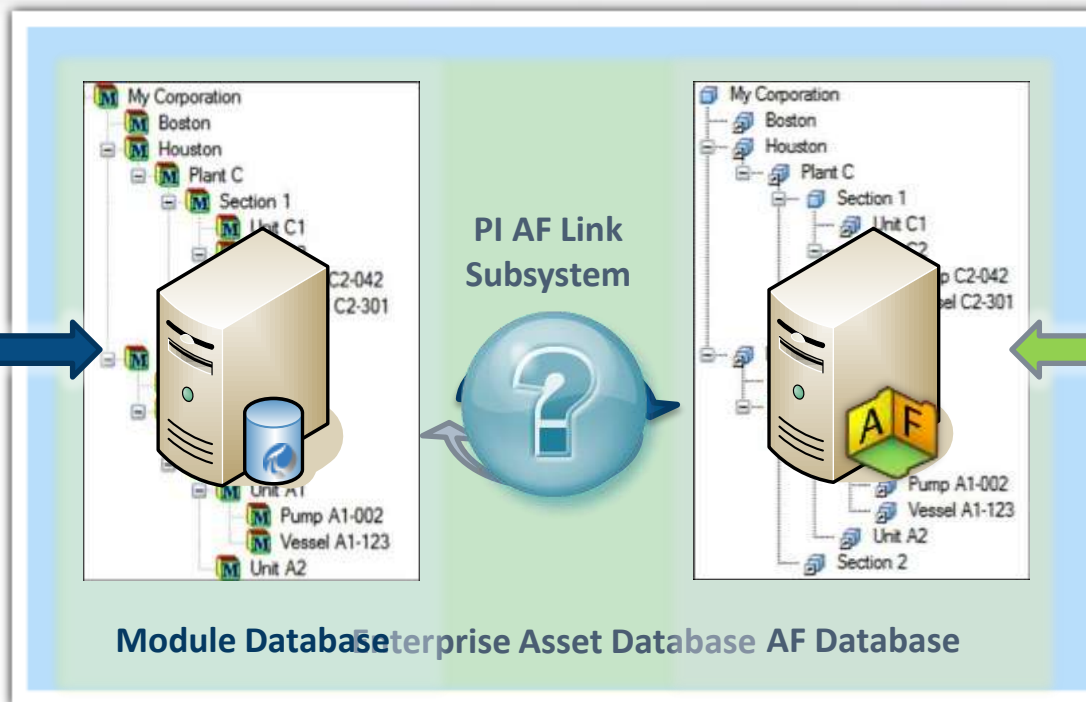 My Corporation
Boston
Houston
Plant C
Section 1
Unit C1
C2-042
C2-301
Unit A1
Pump A1-002
Vessel A1-123
Unit A2
PI AF Link
Subsystem
?
My Corporation
Boston
Houston
Plant C
Section 1
Unit C1
C2
C2-042
C2-301
A F
Pump A1-002
Vessel A1-123
Unit A2
Section 2
Module Database Enterprise Asset Database AF Database